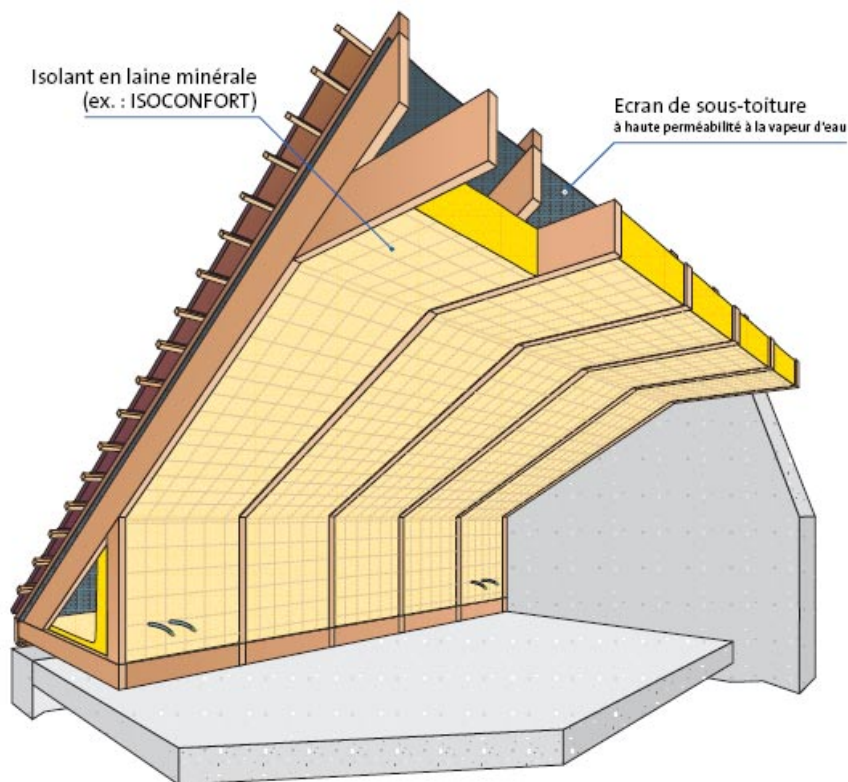 Isolant en laine minérale
(ex. : ISOCONFORT)
Ecran de sous-toiture
à haute perméabilité à la vapeur d'eau